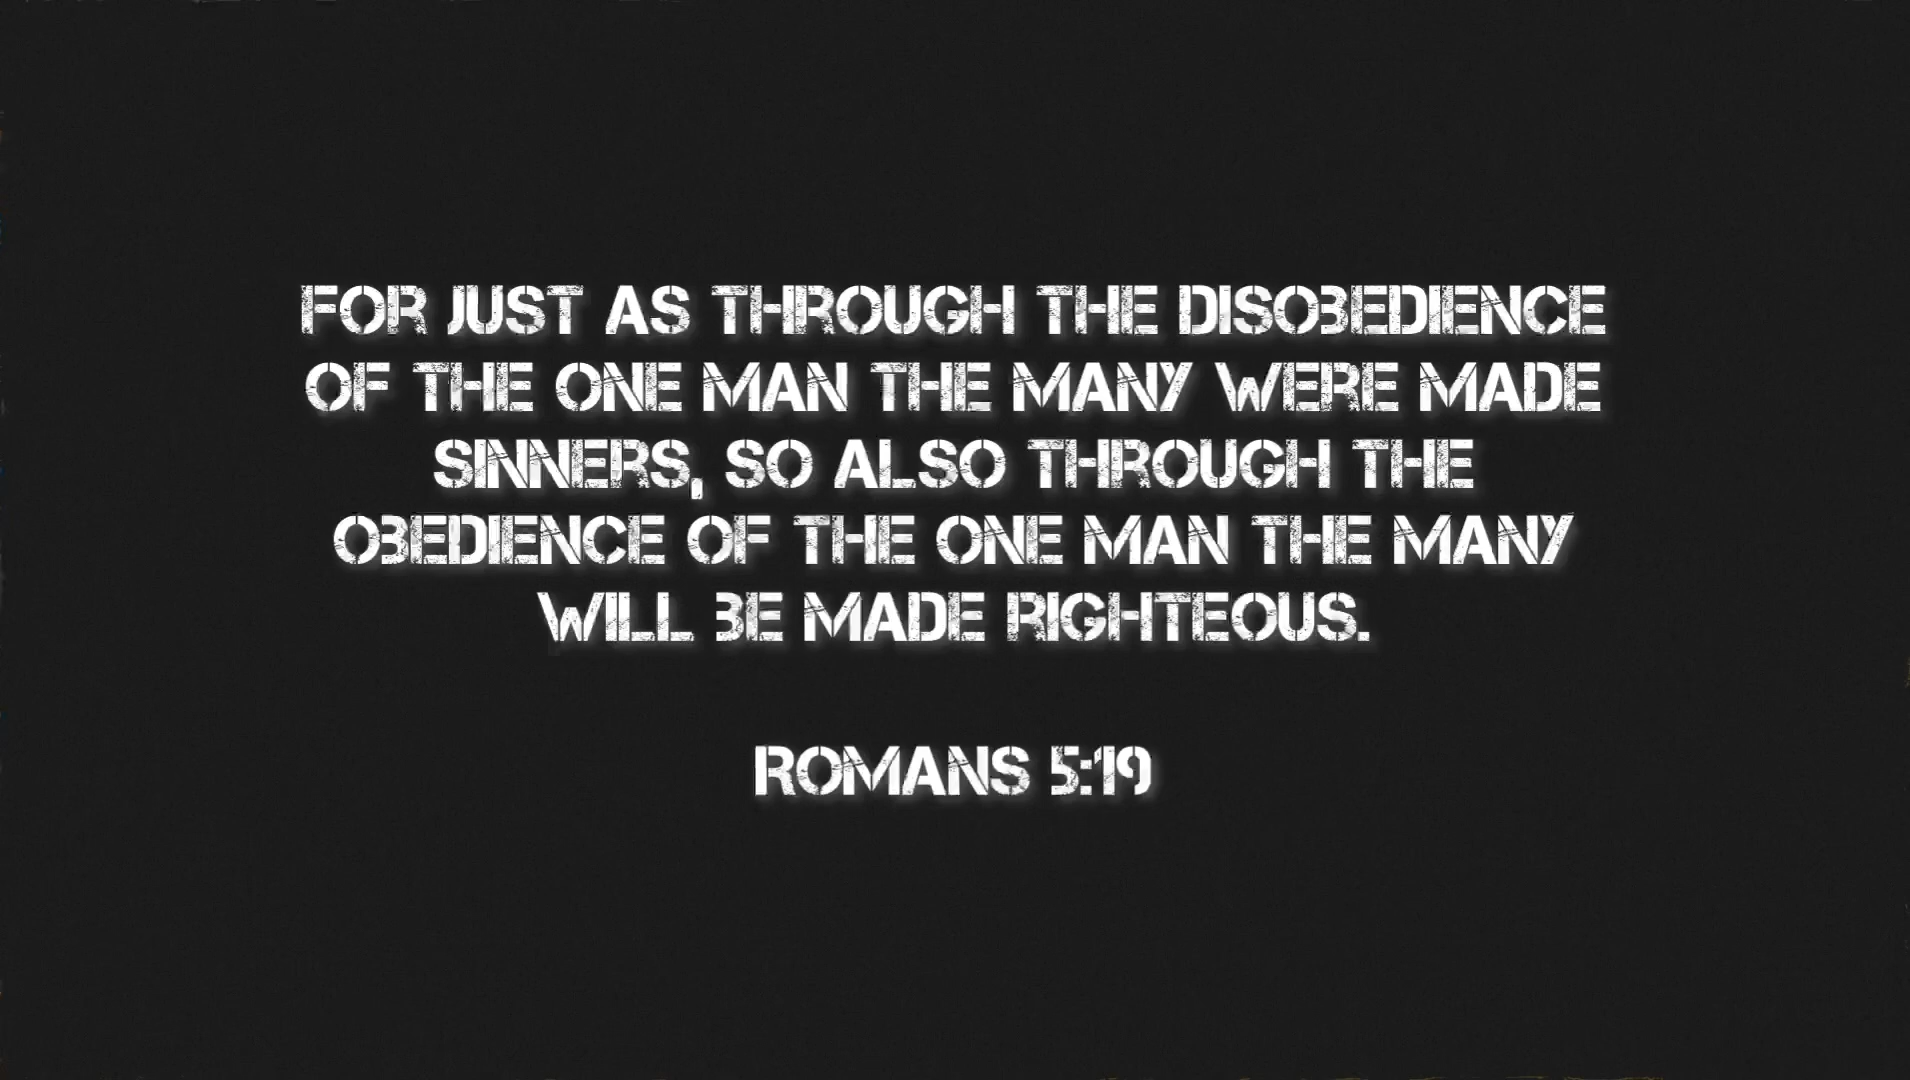 FOR JUST AS THROUGH THE DISOBEDIENCE
OF THE ONE MAN THE MANY WERE MADE
SINNERS, SO ALSO THROUGH THE
OBEDIENCE OF THE ONE MAN THE MANY
WILL BE MADE RIGHTEOUS.
ROMANS 5:19